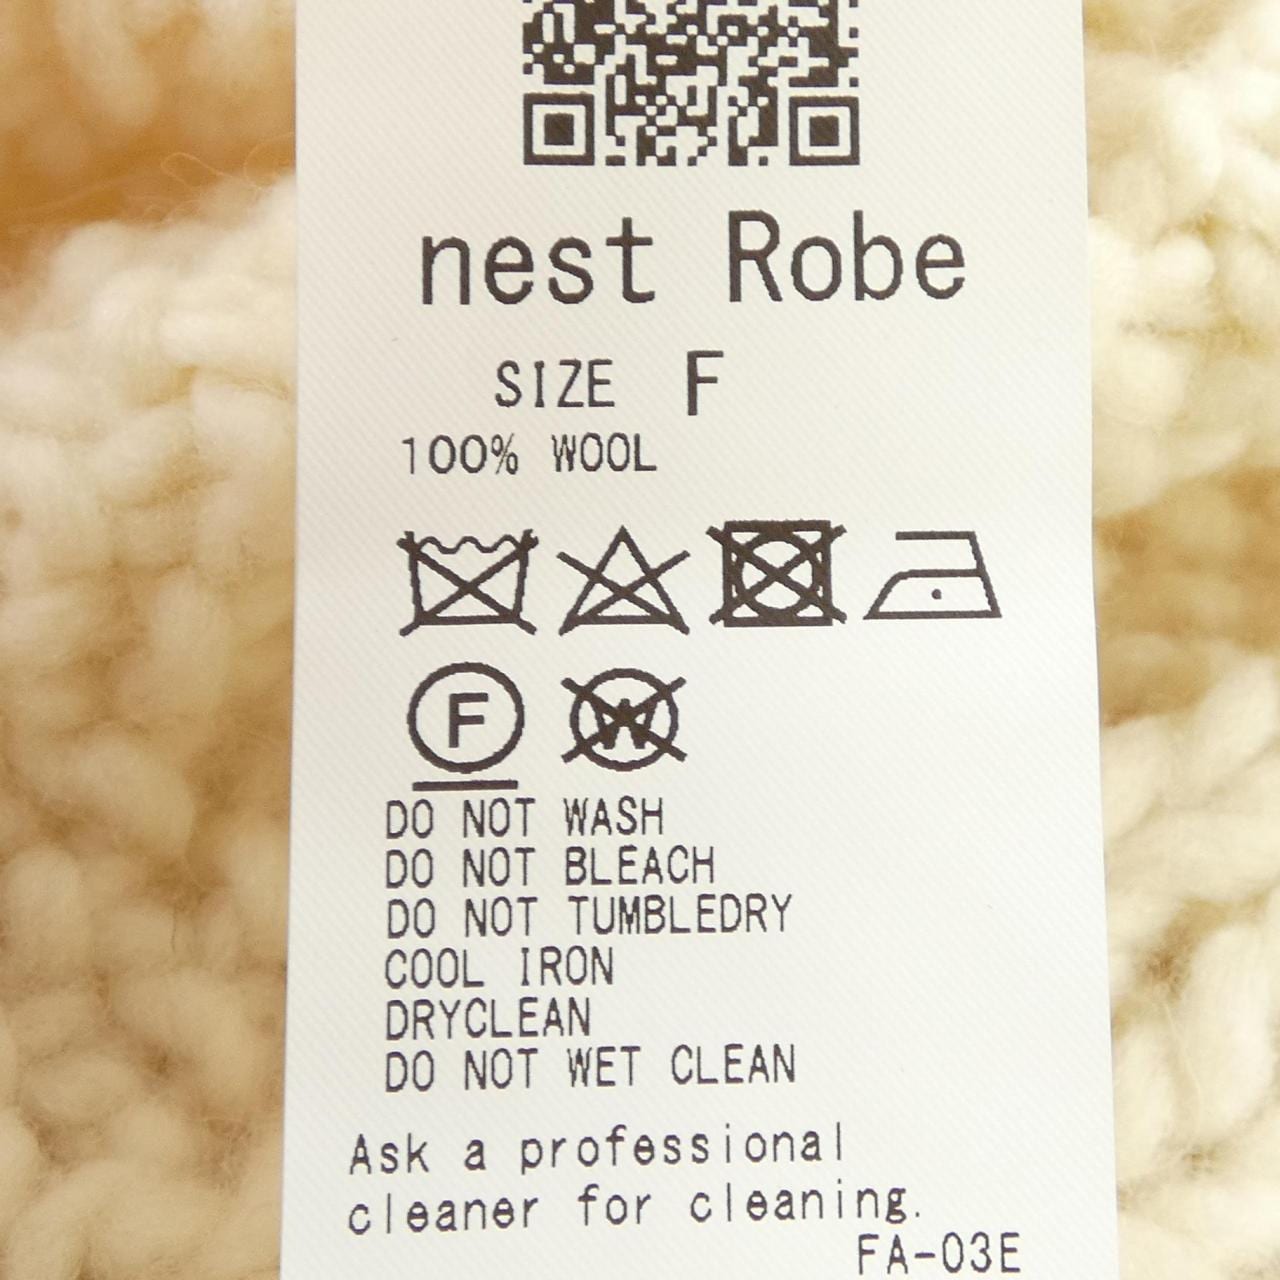 nest Robe
SIZE F
100% WOOL
F
W
DO NOT WASH
DO NOT BLEACH
DO NOT TUMBLEDRY
COOL IRON
DRYCLEAN
DO NOT WET CLEAN
Ask a professional
cleaner for cleaning.
FA-03E